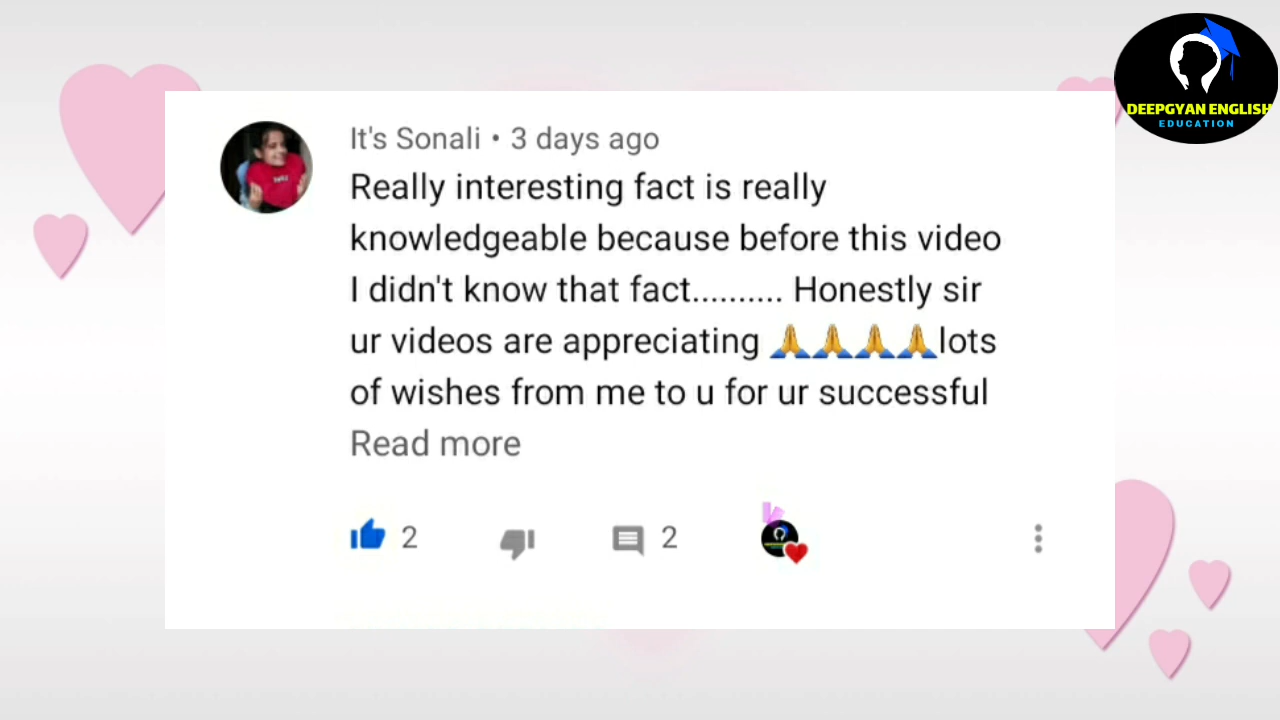 DEEPGYAN ENGLISH
EDUCATION
It's Sonali • 3 days ago
Really interesting fact is really
knowledgeable because before this video
I didn't know that fact.......... Honestly sir
ur videos are appreciating 🙏🙏🙏🙏lots
of wishes from me to u for ur successful
Read more
2
2